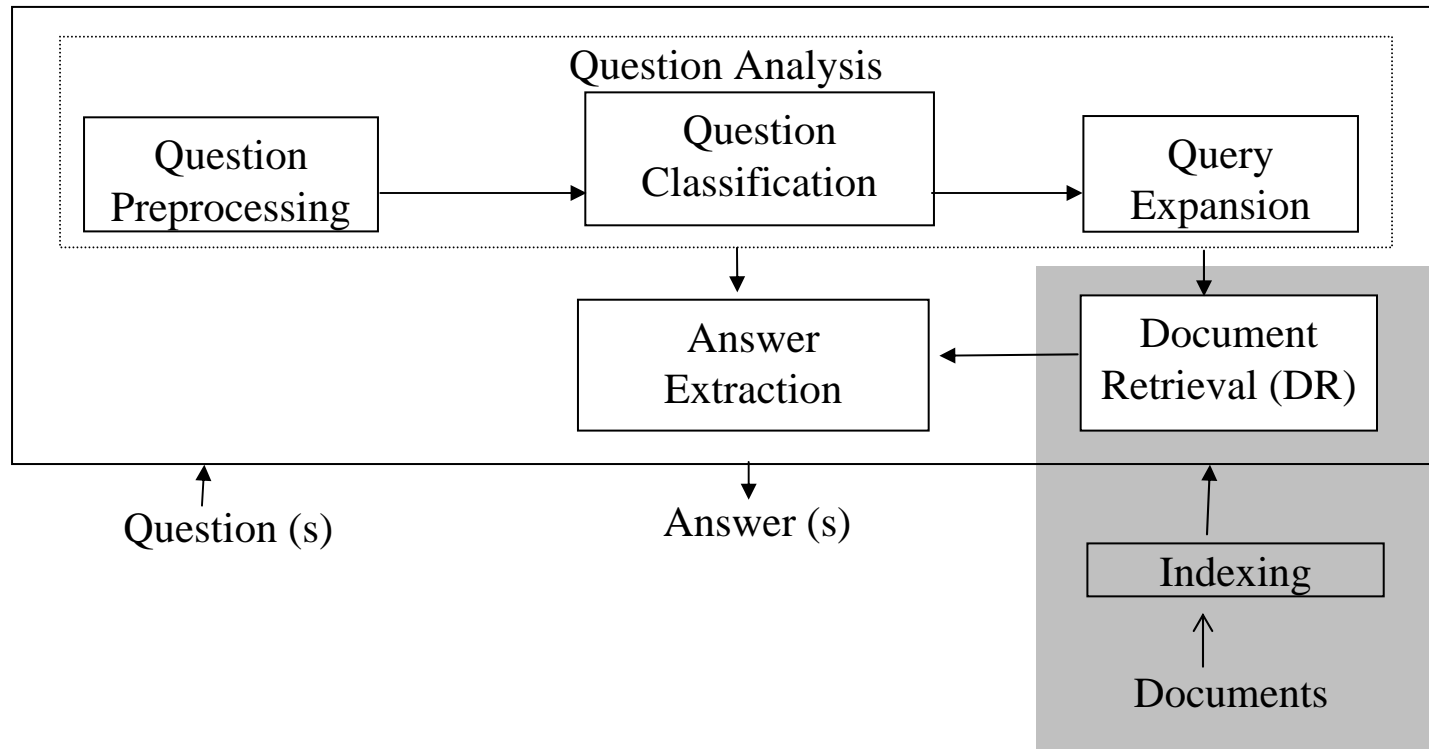 Question Analysis
Question
Preprocessing
Question
Classification
Query
Expansion
Answer
Extraction
Document
Retrieval (DR)
Question (s)
Answer (s)
Indexing
Documents